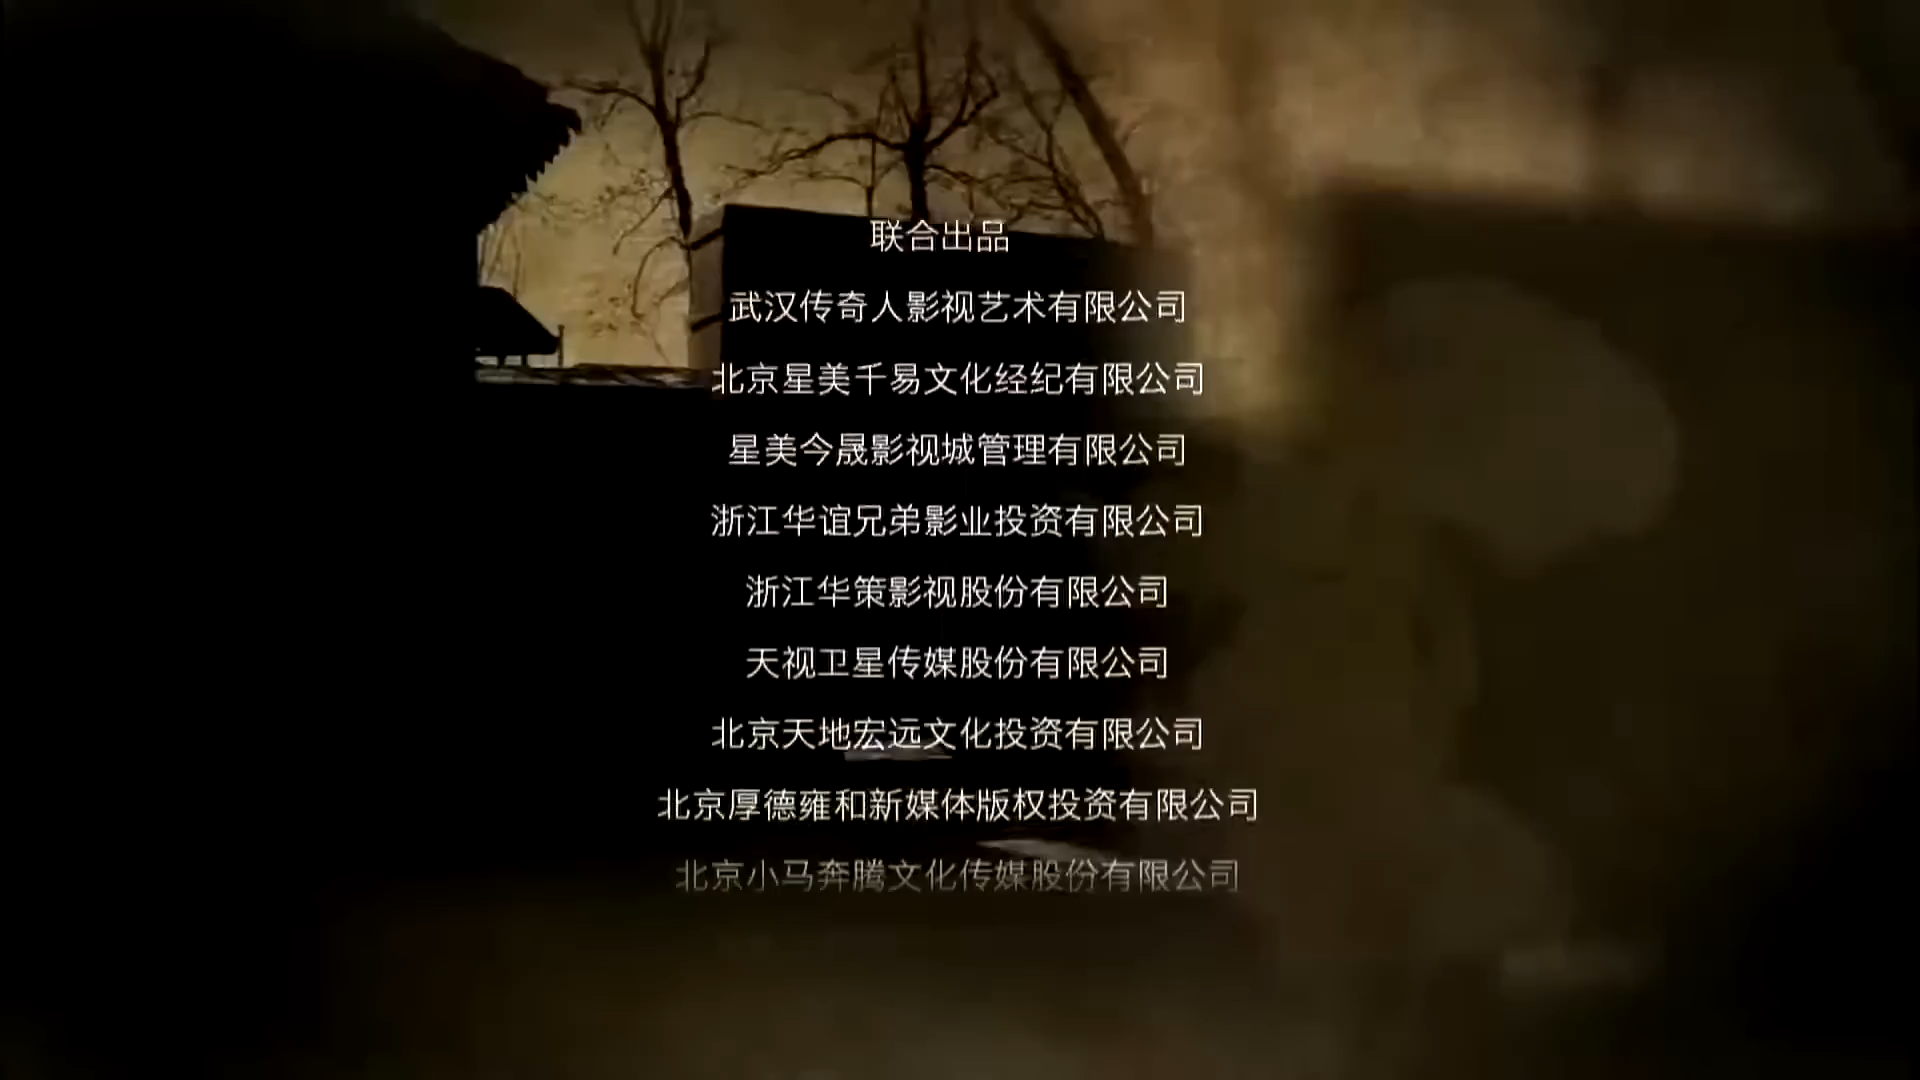 联合出品
武汉传奇人影视艺术有限公司
北京星美千易文化经纪有限公司
星美今晟影视城管理有限公司
浙江华谊兄弟影业投资有限公司
浙江华策影视股份有限公司
天视卫星传媒股份有限公司
北京天地宏远文化投资有限公司
北京厚德雍和新媒体版权投资有限公司
北京小马奔腾文化传媒股份有限公司